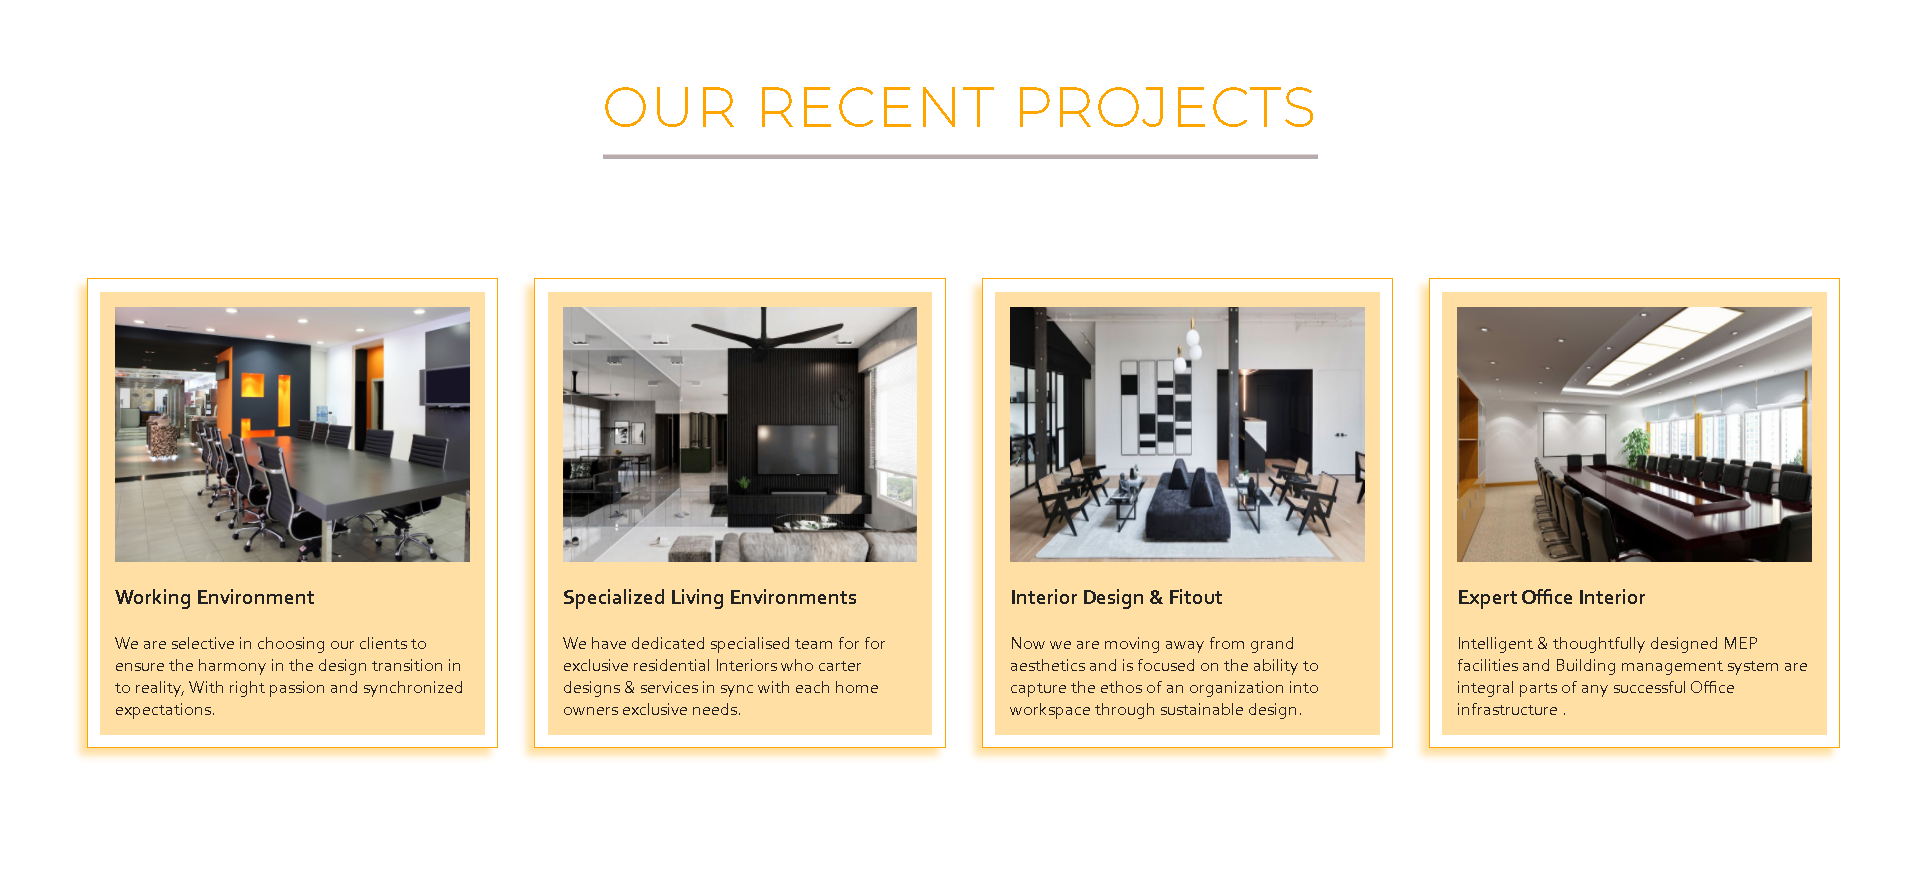 OUR RECENT PROJECTS
Working Environment
We are selective in choosing our clients to
ensure the harmony in the design transition in
to reality, With right passion and synchronized
expectations.
Specialized Living Environments
We have dedicated specialised team for for
exclusive residential Interiors who carter
designs & services in sync with each home
owners exclusive needs.
Interior Design & Fitout
Now we are moving away from grand
aesthetics and is focused on the ability to
capture the ethos of an organization into
workspace through sustainable design.
Expert Office Interior
Intelligent & thoughtfully designed MEP
facilities and Building management system are
integral parts of any successful Office
infrastructure .